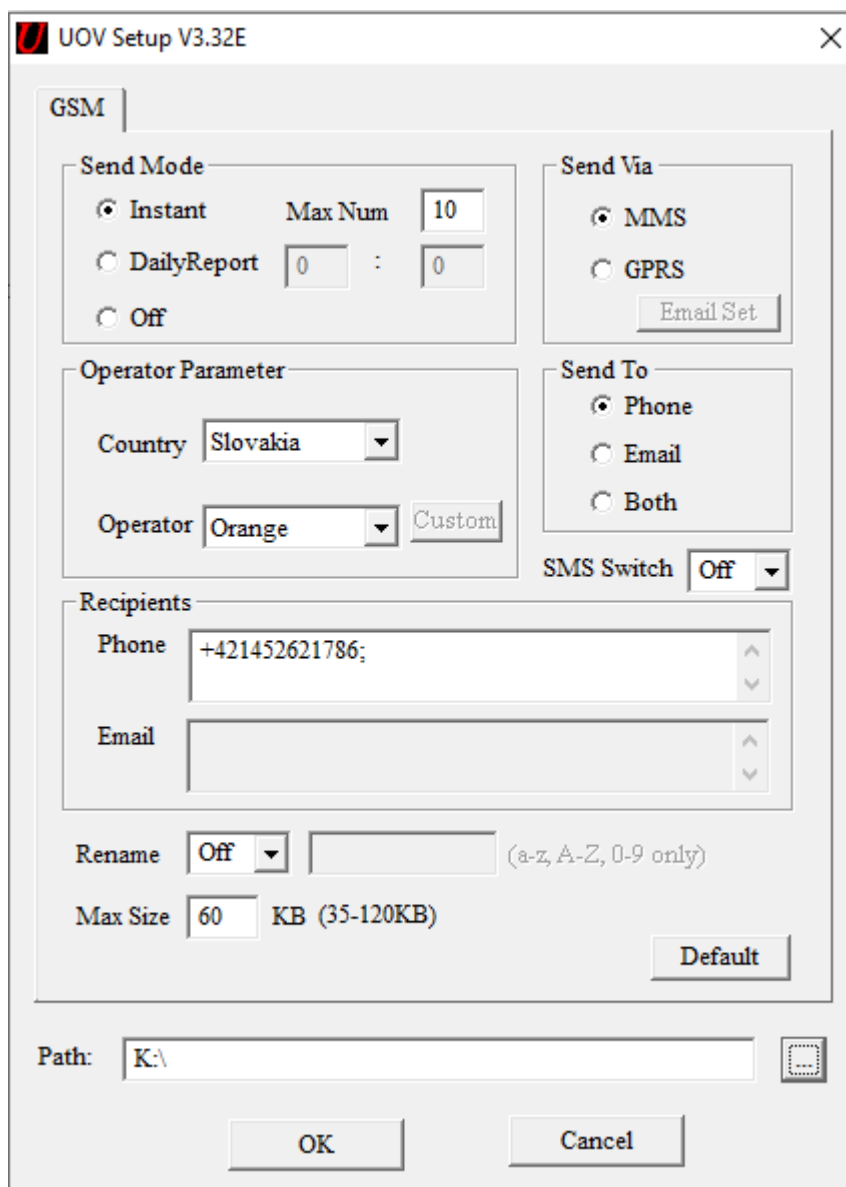 UOV Setup V3.32E
GSM
Send Mode
Instant Max Num 10
DailyReport 0 : 0
Off
Send Via
MMS
GPRS
Email Set
Operator Parameter
Country Slovakia
Operator Orange Custom
Send To
Phone
Email
Both
SMS Switch Off
Recipients
Phone +421452621786;
Email
Rename Off (a-z, A-Z, 0-9 only)
Max Size 60 KB (35-120KB)
Default
Path: K:\ ...
OK Cancel